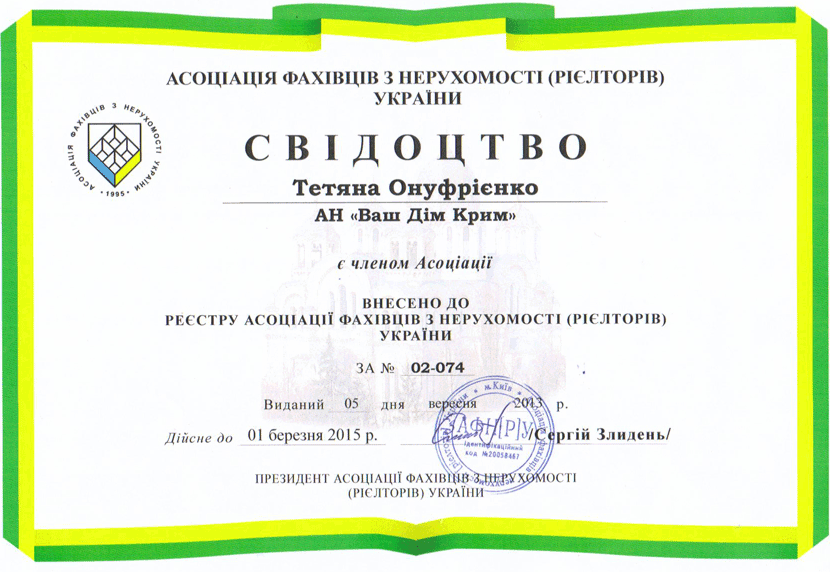 АСОЦІАЦІЯ ФАХІВЦІВ З НЕРУХОМОСТІ (РІЄЛТОРІВ)
УКРАЇНИ
АСОЦІАЦІЯ ФАХІВЦІВ З НЕРУХОМОСТІ УКРАЇНИ
• 1995 •
СВІДОЦТВО
Тетяна Онуфрієнко
АН «Ваш Дім Крим»
є членом Асоціації
ВНЕСЕНО ДО
РЕЄСТРУ АСОЦІАЦІЇ ФАХІВЦІВ З НЕРУХОМОСТІ (РІЄЛТОРІВ)
УКРАЇНИ
ЗА № 02-074
Виданий 05 дня вересня 2013 р.
Дійсне до 01 березня 2015 р. /Сергій Злидень/
м.Київ
АФН(Р)У
Ідентифікаційний
код №20058467
ПРЕЗИДЕНТ АСОЦІАЦІЇ ФАХІВЦІВ З НЕРУХОМОСТІ
(РІЄЛТОРІВ) УКРАЇНИ